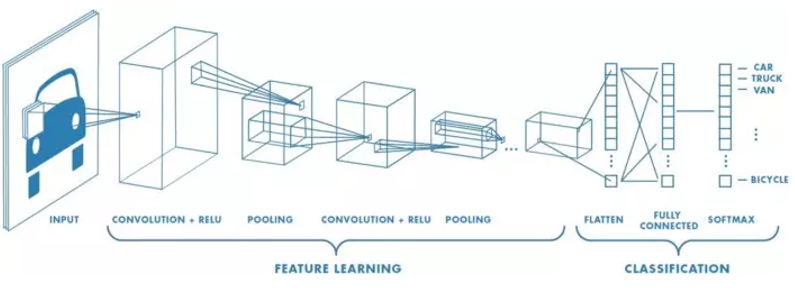 CAR
TRUCK
VAN
BICYCLE
INPUT
CONVOLUTION + RELU
POOLING
CONVOLUTION + RELU
POOLING
FLATTEN
FULLY
CONNECTED
SOFTMAX
FEATURE LEARNING
CLASSIFICATION